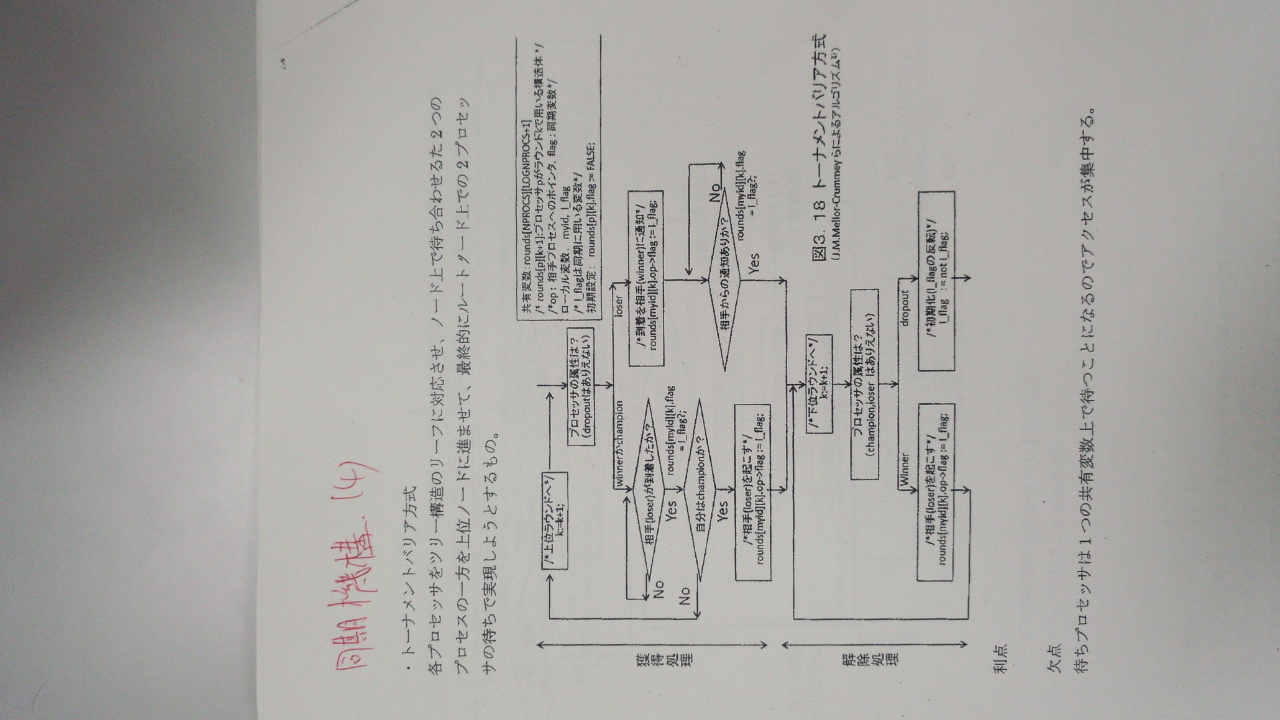 同期機構. (4)
・トーナメントバリア方式
各プロセッサをツリー構造のリーフに対応させ、ノード上で待ち合わせるた2つの
プロセスの一方を上位ノードに進ませて、最終的にルートノード上での2プロセッ
サの待ちで実現しようとするもの。
共有変数:rounds[NPROCS][LOGNPROCS+1]
/* rounds[p][k+1]:プロセッサpがラウンドkで用いる構造体 */
/*op:相手プロセスへのポインタ, flag:同期変数*/
ローカル変数. myid, l_flag
/* l_flagは同期に用いる変数*/
初期設定: rounds[p][k].flag := FALSE;
/*上位ラウンドへ*/
k:=k+1;
プロセッサの属性は?
(dropoutはありえない)
winnerかchampion
loser
相手(loser)が到着したか?
No
Yes
rounds[myid][k].flag
= l_flag?;
/*到着を相手(winner)に通知*/
rounds[myid][k].op->flag := l_flag;
獲得処理
自分はchampionか?
No
Yes
相手からの通知ありか?
No
rounds[myid][k].flag
= l_flag?;
Yes
/*相手(loser)を起こす*/
rounds[myid][k].op->flag := l_flag;
/*下位ラウンドへ*/
k:=k+1;
図3. 18 トーナメントバリア方式
(J.M.Mellor-Crummey らによるアルゴリズム¹⁾)
解除処理
プロセッサの属性は?
(champion,loser はありえない)
Winner
dropout
/*相手(loser)を起こす*/
rounds[myid][k].op->flag := l_flag;
/*初期化(l_flagの反転)*/
l_flag := not l_flag;
利点
欠点
待ちプロセッサは1つの共有変数上で待つことになるのでアクセスが集中する。